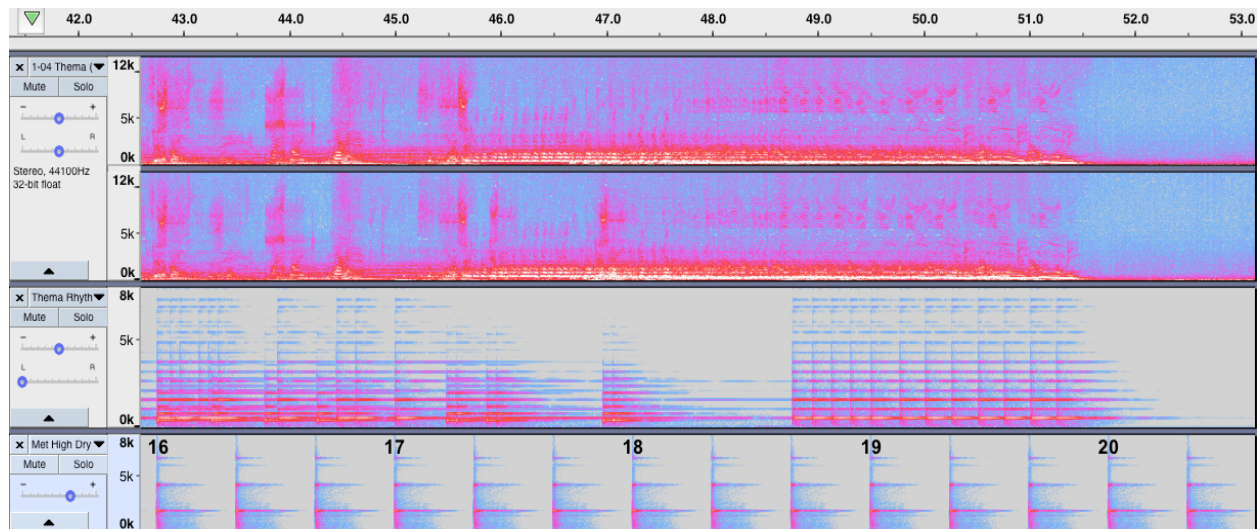 42.0 43.0 44.0 45.0 46.0 47.0 48.0 49.0 50.0 51.0 52.0 53.0
x 1-04 Thema (
Mute Solo
- +
L R
Stereo, 44100Hz
32-bit float
12k
5k
0k
12k
5k
0k
x Thema Rhyth
Mute Solo
- +
L R
8k
5k
0k
x Met High Dry
Mute Solo
- +
8k
5k
0k
16 17 18 19 20